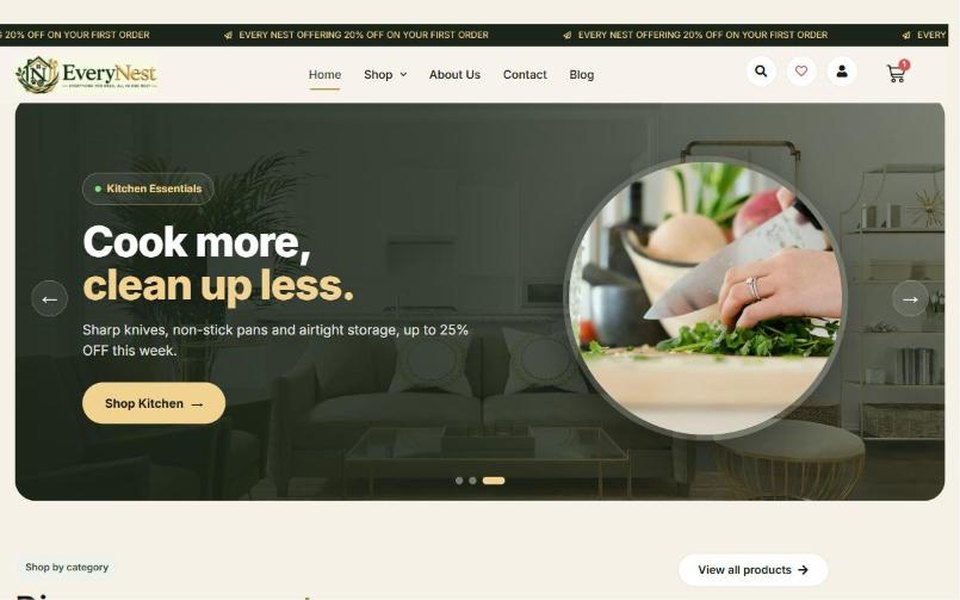 20% OFF ON YOUR FIRST ORDER
EVERY NEST OFFERING 20% OFF ON YOUR FIRST ORDER
EVERY NEST OFFERING 20% OFF ON YOUR FIRST ORDER
EVERY
EveryNest
Home
Shop
About Us
Contact
Blog
1
Kitchen Essentials
Cook more,
clean up less.
Sharp knives, non-stick pans and airtight storage, up to 25%
OFF this week.
Shop Kitchen →
Shop by category
View all products →